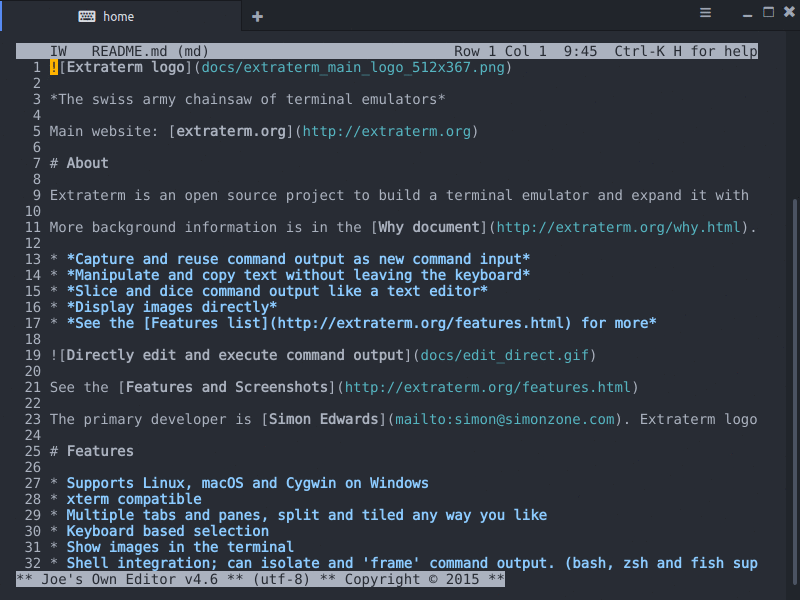 home
IW README.md (md) Row 1 Col 1 9:45 Ctrl-K H for help
1 ![Extraterm logo](docs/extraterm_main_logo_512x367.png)
2
3 *The swiss army chainsaw of terminal emulators*
4
5 Main website: [extraterm.org](http://extraterm.org)
6
7 # About
8
9 Extraterm is an open source project to build a terminal emulator and expand it with
10
11 More background information is in the [Why document](http://extraterm.org/why.html).
12
13 * *Capture and reuse command output as new command input*
14 * *Manipulate and copy text without leaving the keyboard*
15 * *Slice and dice command output like a text editor*
16 * *Display images directly*
17 * *See the [Features list](http://extraterm.org/features.html) for more*
18
19 ![Directly edit and execute command output](docs/edit_direct.gif)
20
21 See the [Features and Screenshots](http://extraterm.org/features.html)
22
23 The primary developer is [Simon Edwards](mailto:simon@simonzone.com). Extraterm logo
24
25 # Features
26
27 * Supports Linux, macOS and Cygwin on Windows
28 * xterm compatible
29 * Multiple tabs and panes, split and tiled any way you like
30 * Keyboard based selection
31 * Show images in the terminal
32 * Shell integration; can isolate and 'frame' command output. (bash, zsh and fish sup
** Joe's Own Editor v4.6 ** (utf-8) ** Copyright © 2015 **